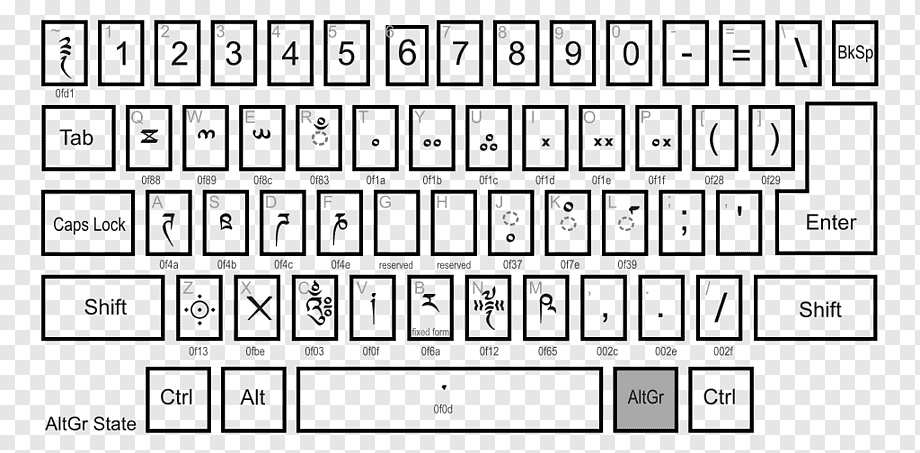 ~ ࿑ 1 1 2 2 3 3 4 4 5 5 6 6 7 7 8 8 9 9 0 0 - - = = \ \ BkSp
0fd1
Tab Q ྈ W ྉ E ྌ R ྃ T ༚ Y ༛ U ༜ I ༝ O ༞ P ༟ [ ( ] )
0f88 0f89 0f8c 0f83 0f1a 0f1b 0f1c 0f1d 0f1e 0f1f 0f28 0f29
Caps Lock A ཊ S ཋ D ཌ F ཎ G H J ༷ K ཾ L ༹ ; ; ' ' Enter
0f4a 0f4b 0f4c 0f4e reserved reserved 0f37 0f7e 0f39
Shift Z ༓ X ྾ C ༃ V ༏ B ཪ N ༒ M ཥ , , . . / / Shift
fixed form
0f13 0fbe 0f03 0f0f 0f6a 0f12 0f65 002c 002e 002f
Ctrl Alt 0f0d AltGr Ctrl
AltGr State